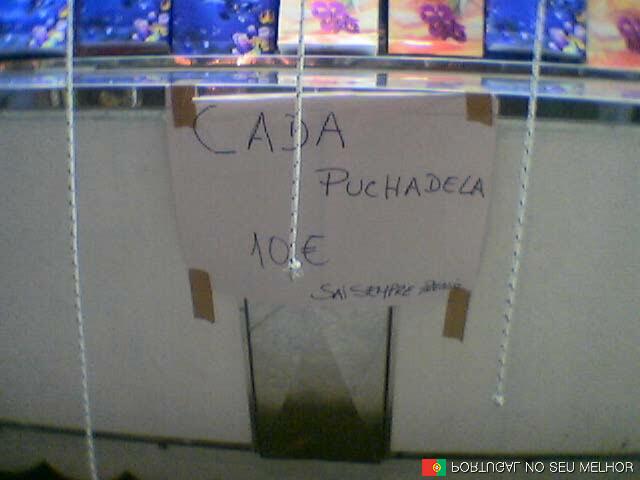 CADA
PUCHADELA
10€
SAI SEMPRE
PORTUGAL NO SEU MELHOR